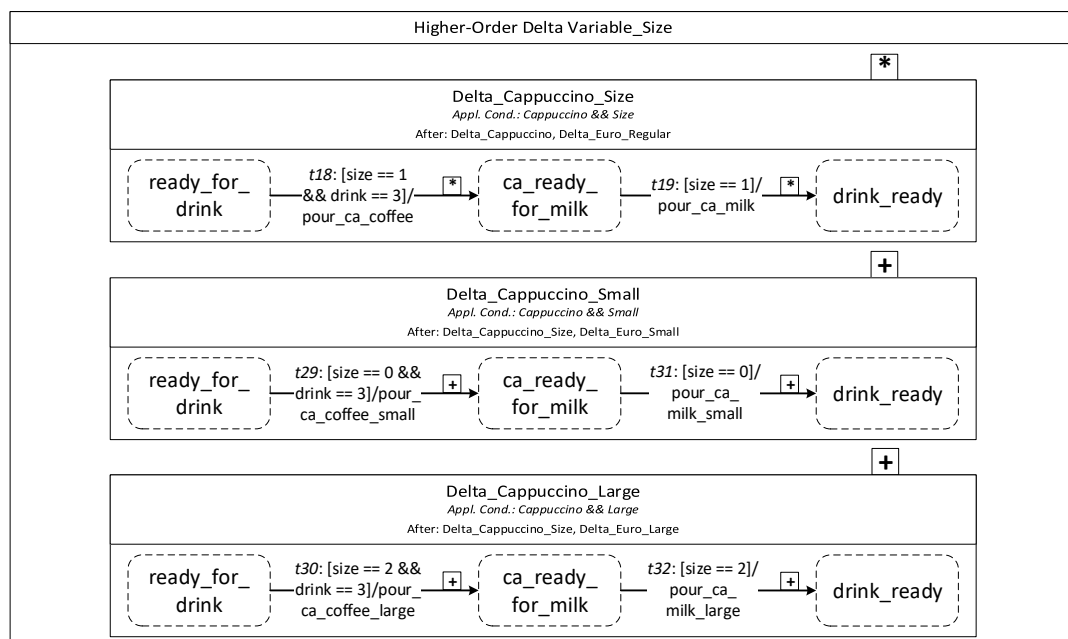 Higher-Order Delta Variable_Size
*
Delta_Cappuccino_Size
Appl. Cond.: Cappuccino && Size
After: Delta_Cappuccino, Delta_Euro_Regular
ready_for_
drink
t18: [size == 1
&& drink == 3]/
pour_ca_coffee
*
ca_ready_
for_milk
t19: [size == 1]/
pour_ca_milk
*
drink_ready
+
Delta_Cappuccino_Small
Appl. Cond.: Cappuccino && Small
After: Delta_Cappuccino_Size, Delta_Euro_Small
ready_for_
drink
t29: [size == 0 &&
drink == 3]/pour_
ca_coffee_small
+
ca_ready_
for_milk
t31: [size == 0]/
pour_ca_
milk_small
+
drink_ready
+
Delta_Cappuccino_Large
Appl. Cond.: Cappuccino && Large
After: Delta_Cappuccino_Size, Delta_Euro_Large
ready_for_
drink
t30: [size == 2 &&
drink == 3]/pour_
ca_coffee_large
+
ca_ready_
for_milk
t32: [size == 2]/
pour_ca_
milk_large
+
drink_ready